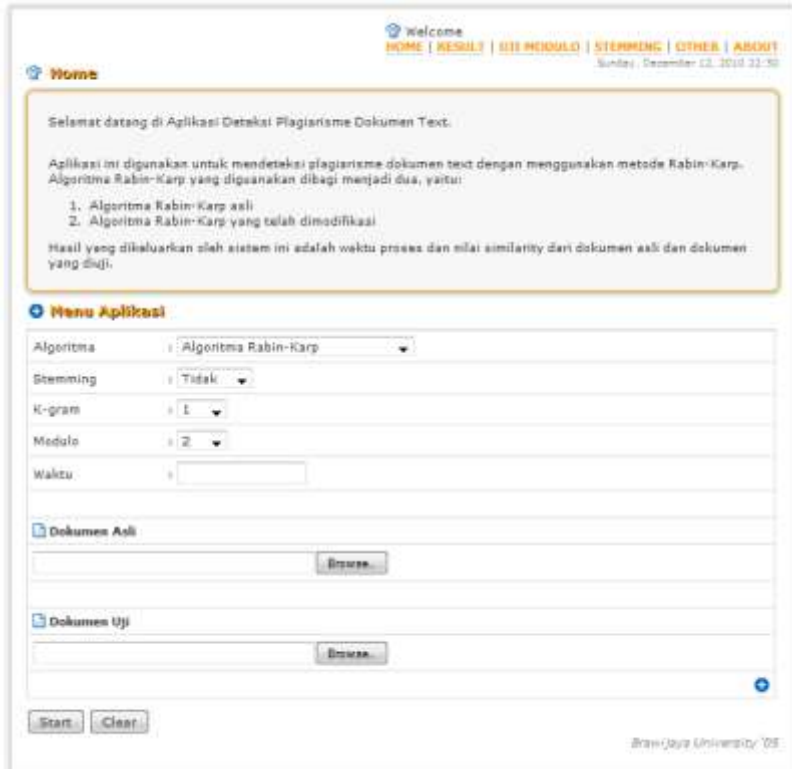 Welcome
HOME | RESULT | UJI MODULO | STEMMING | OTHER | ABOUT
Sunday, December 12, 2010 22:50
Home
Selamat datang di Aplikasi Deteksi Plagiarisme Dokumen Text.
Aplikasi ini digunakan untuk mendeteksi plagiarisme dokumen text dengan menggunakan metode Rabin-Karp.
Algoritma Rabin-Karp yang digunakan dibagi menjadi dua, yaitu:
1. Algoritma Rabin-Karp asli
2. Algoritma Rabin-Karp yang telah dimodifikasi
Hasil yang dikeluarkan oleh sistem ini adalah waktu proses dan nilai similarity dari dokumen asli dan dokumen
yang diuji.
Menu Aplikasi
Algoritma : Algoritma Rabin-Karp
Stemming : Tidak
K-gram : 1
Modulo : 2
Waktu :
Dokumen Asli
Browse..
Dokumen Uji
Browse..
Start Clear
Brawijaya University